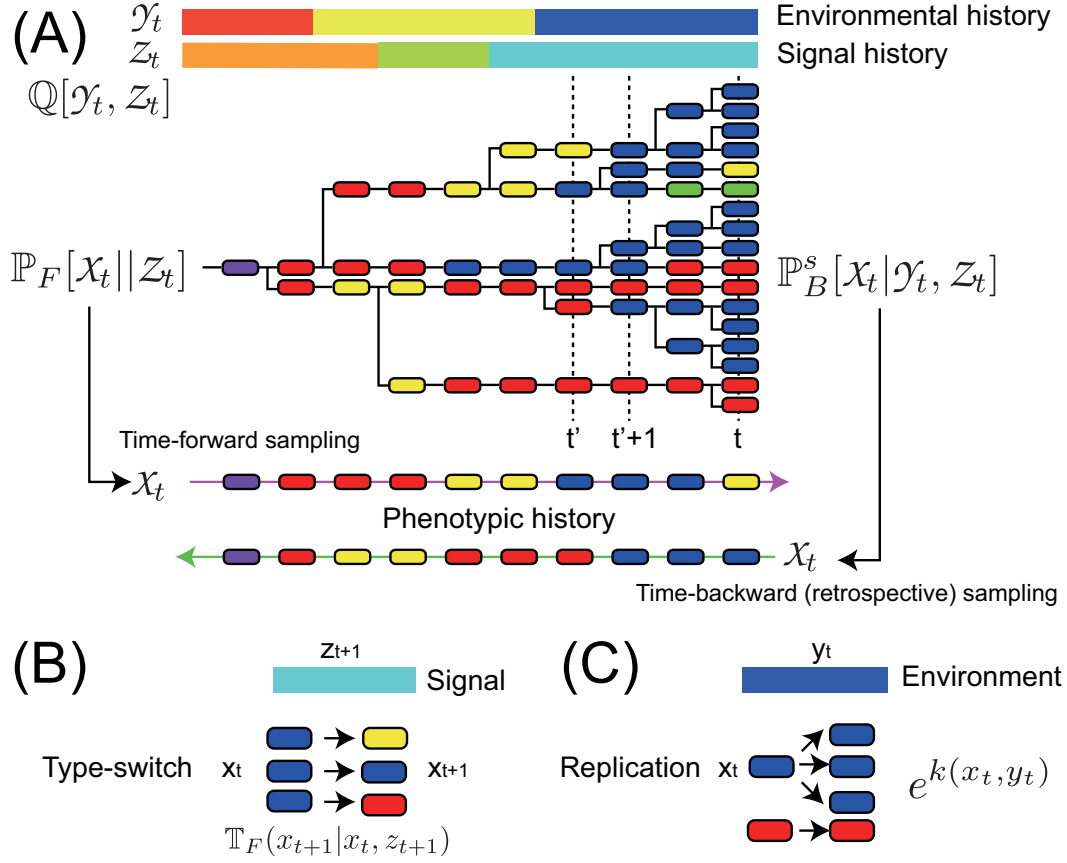 (A)
𝒴t
Environmental history
𝒵t
Signal history
ℚ[𝒴t, 𝒵t]
ℙF[𝒳t||𝒵t]
ℙsB[𝒳t|𝒴t, 𝒵t]
t' t'+1 t
Time-forward sampling
𝒳t
Phenotypic history
𝒳t
Time-backward (retrospective) sampling
(B)
zt+1
Signal
Type-switch xt xt+1
𝕋F(xt+1|xt, zt+1)
(C)
yt
Environment
Replication xt
ek(xt,yt)